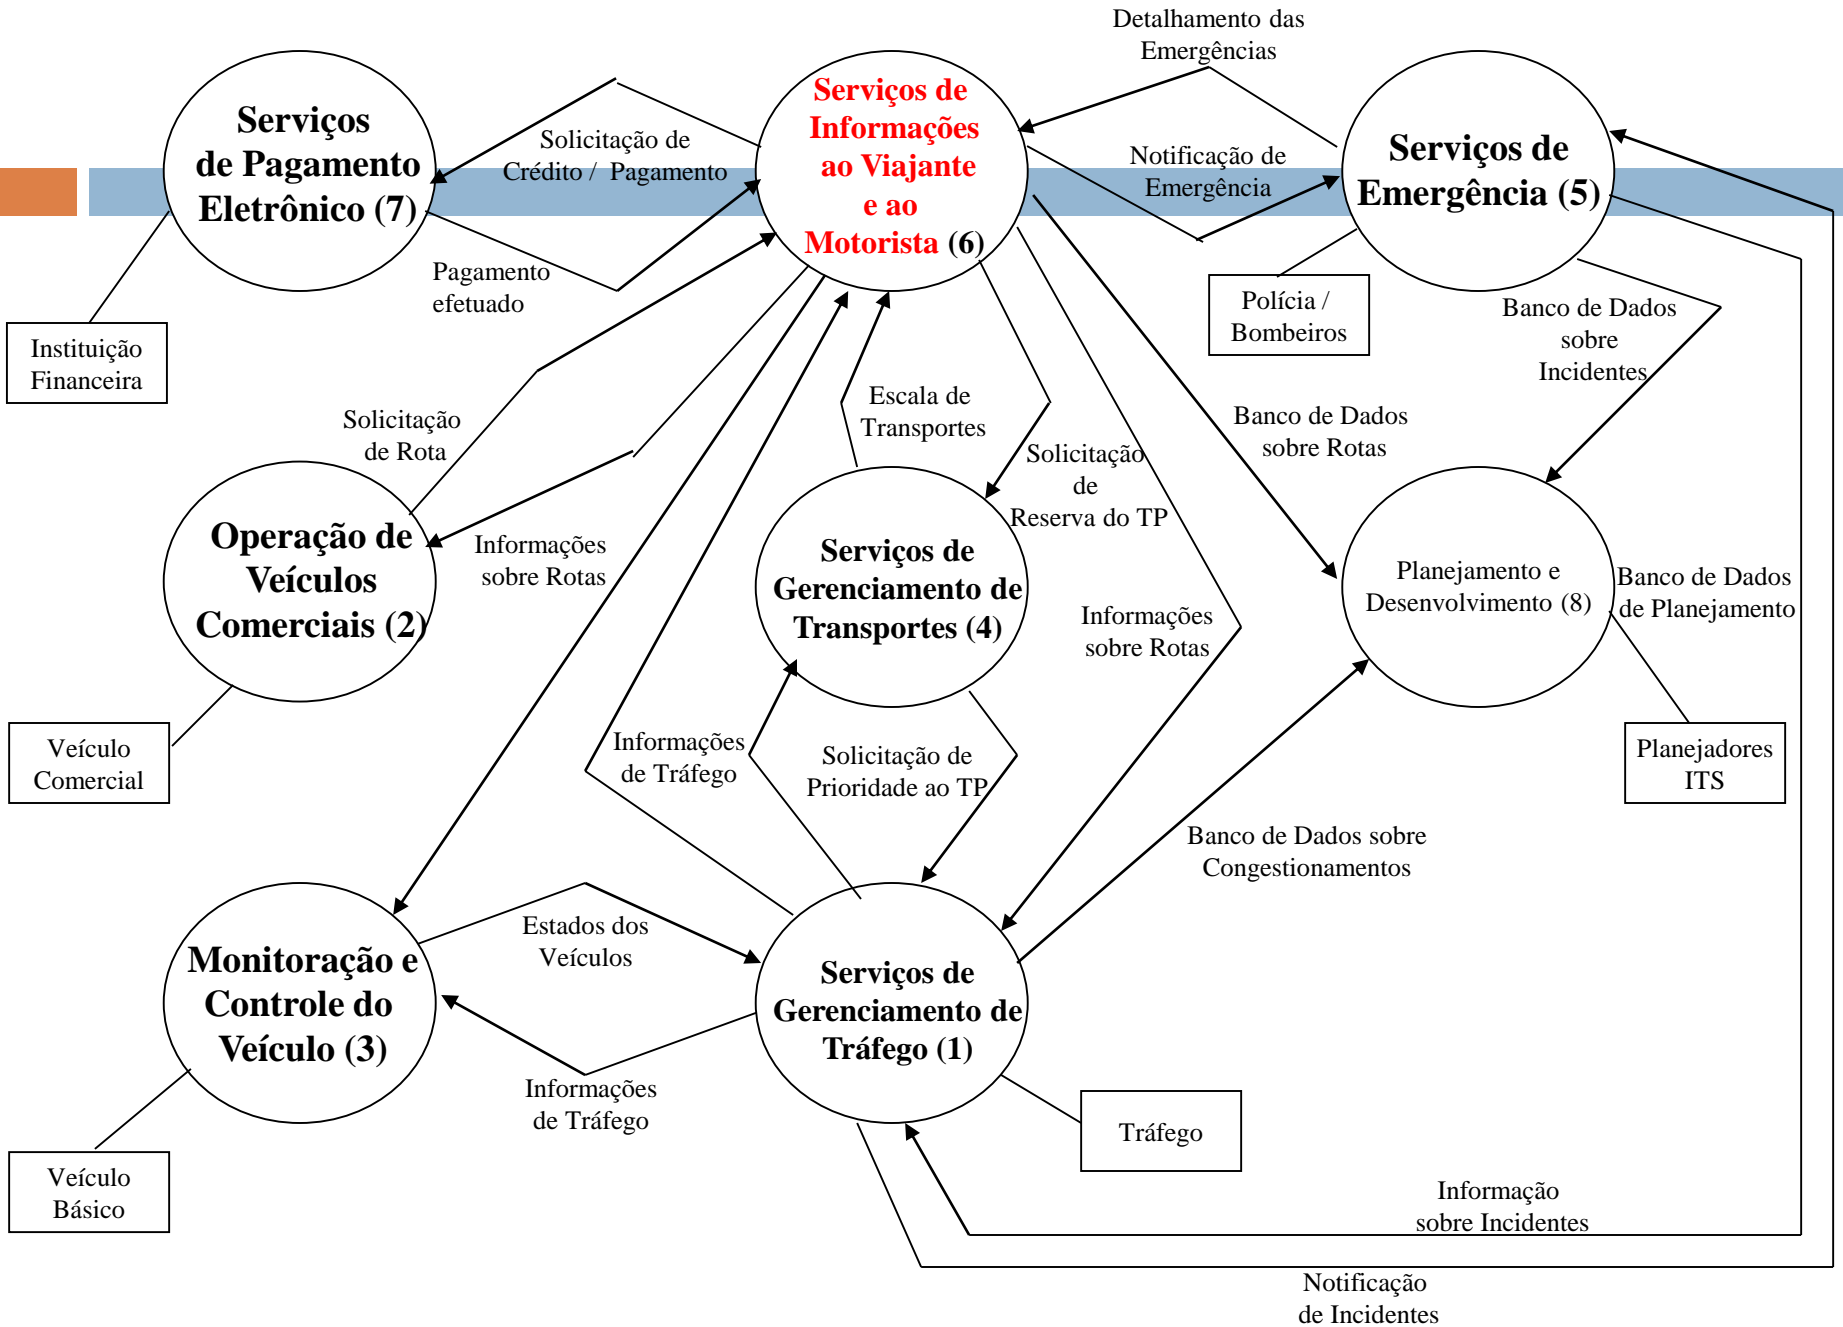 Detalhamento das
Emergências
Serviços
de Pagamento
Eletrônico (7)
Solicitação de
Crédito / Pagamento
Serviços de
Informações
ao Viajante
e ao
Motorista (6)
Notificação de
Emergência
Serviços de
Emergência (5)
Pagamento
efetuado
Instituição
Financeira
Polícia /
Bombeiros
Banco de Dados
sobre
Incidentes
Solicitação
de Rota
Escala de
Transportes
Solicitação
de
Reserva do TP
Banco de Dados
sobre Rotas
Operação de
Veículos
Comerciais (2)
Informações
sobre Rotas
Serviços de
Gerenciamento de
Transportes (4)
Informações
sobre Rotas
Planejamento e
Desenvolvimento (8)
Banco de Dados
de Planejamento
Veículo
Comercial
Informações
de Tráfego
Solicitação de
Prioridade ao TP
Planejadores
ITS
Banco de Dados sobre
Congestionamentos
Monitoração e
Controle do
Veículo (3)
Estados dos
Veículos
Serviços de
Gerenciamento de
Tráfego (1)
Informações
de Tráfego
Tráfego
Veículo
Básico
Informação
sobre Incidentes
Notificação
de Incidentes